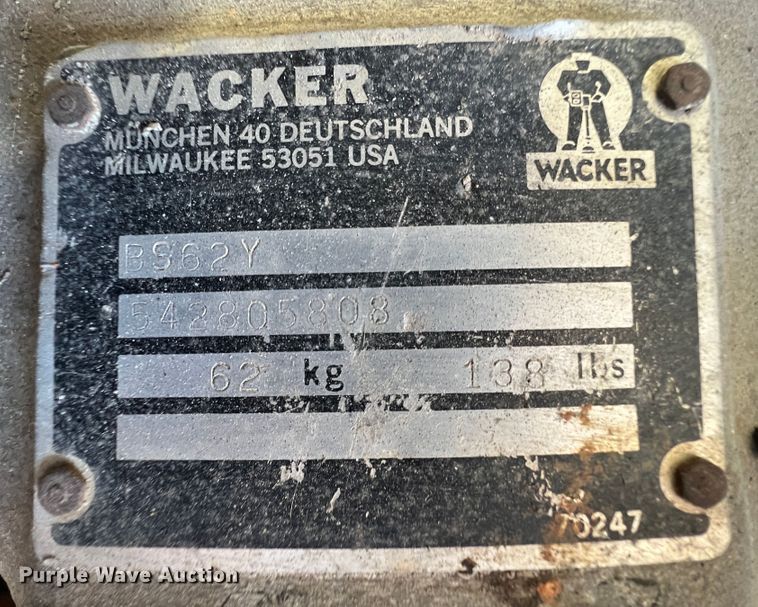 WACKER
MÜNCHEN 40 DEUTSCHLAND
MILWAUKEE 53051 USA
WACKER
BS62Y
542805808
62 kg 138 lbs
70247
Purple Wave Auction